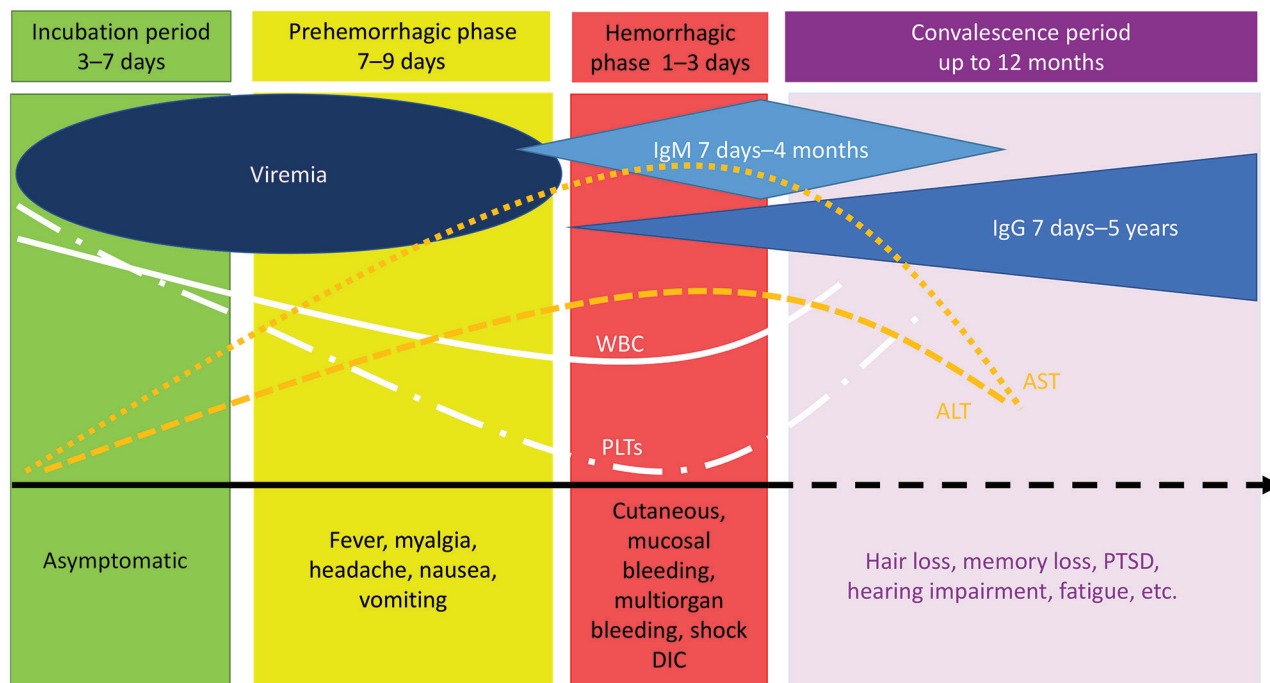 Incubation period
3–7 days
Prehemorrhagic phase
7–9 days
Hemorrhagic
phase 1–3 days
Convalescence period
up to 12 months
Viremia
IgM 7 days–4 months
IgG 7 days–5 years
WBC
AST
ALT
PLTs
Asymptomatic
Fever, myalgia,
headache, nausea,
vomiting
Cutaneous,
mucosal
bleeding,
multiorgan
bleeding, shock
DIC
Hair loss, memory loss, PTSD,
hearing impairment, fatigue, etc.